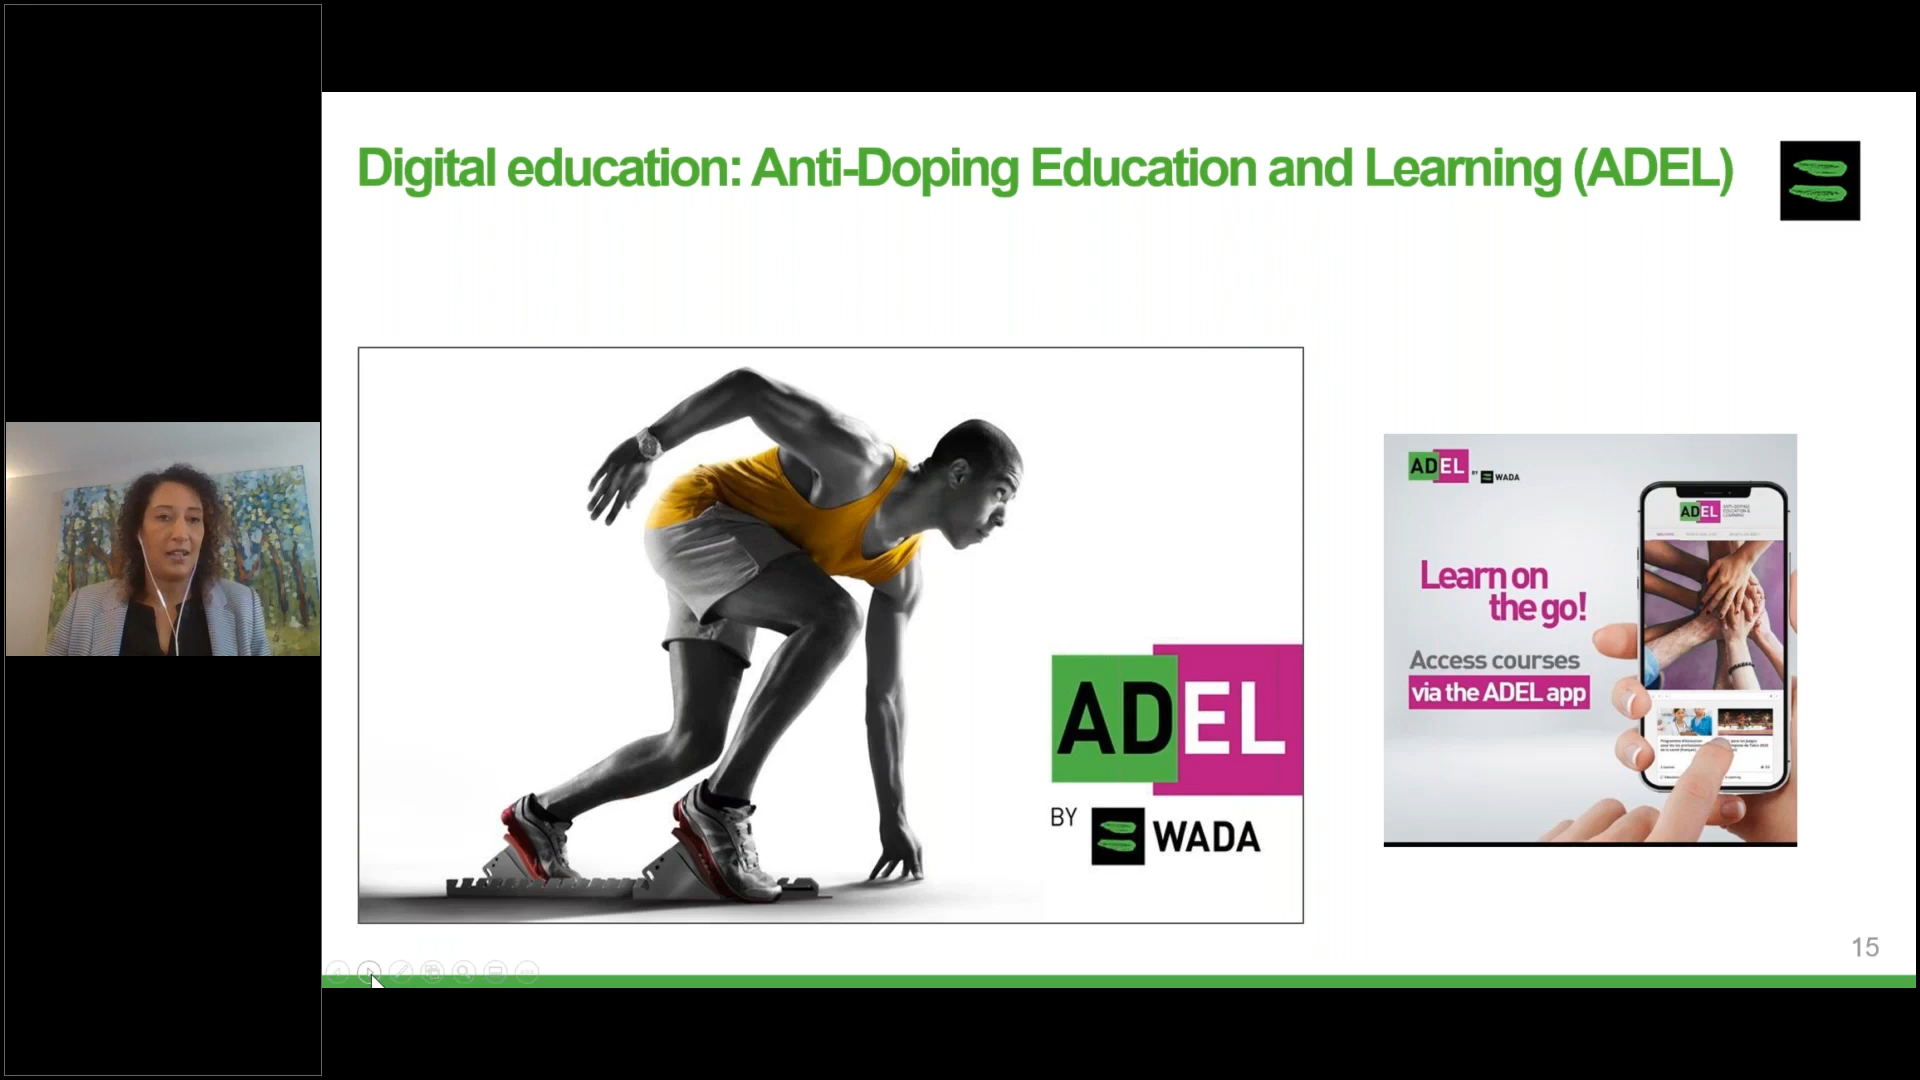 Digital education: Anti-Doping Education and Learning (ADEL)
ADEL
BY WADA
ADEL BY WADA
Learn on
the go!
Access courses
via the ADEL app
ADEL
15